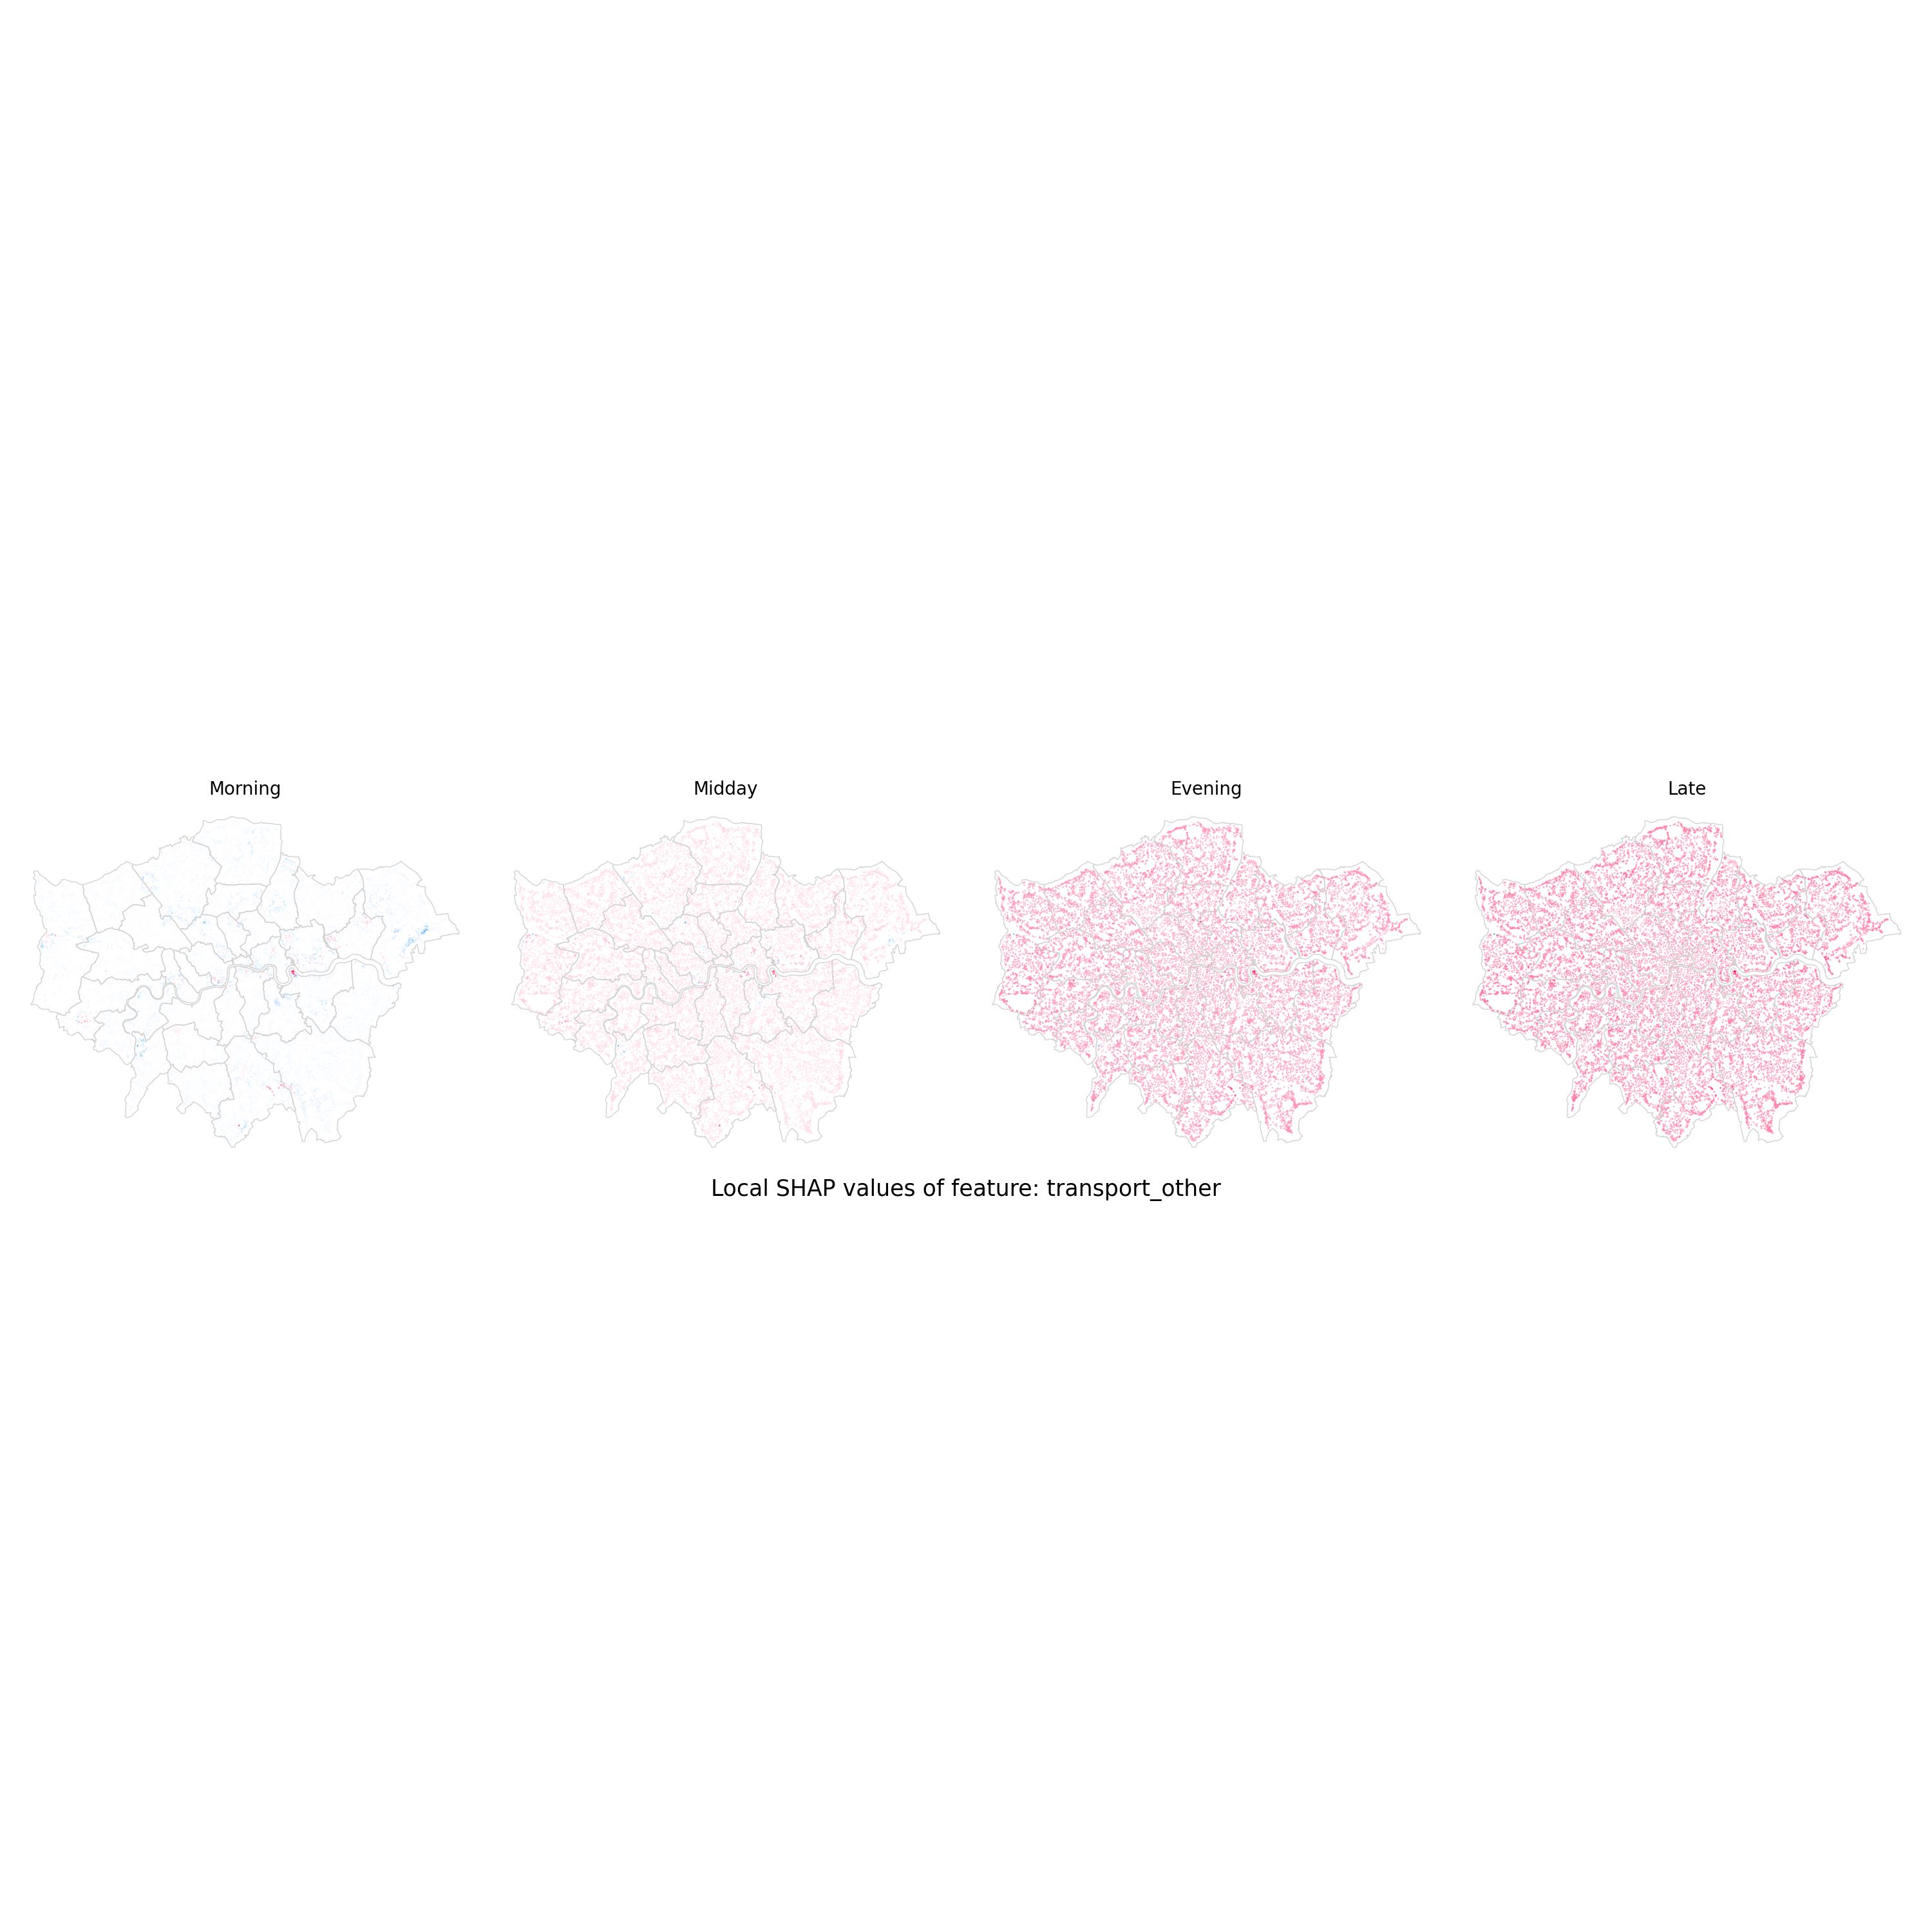 Morning
Midday
Evening
Late
Local SHAP values of feature: transport_other